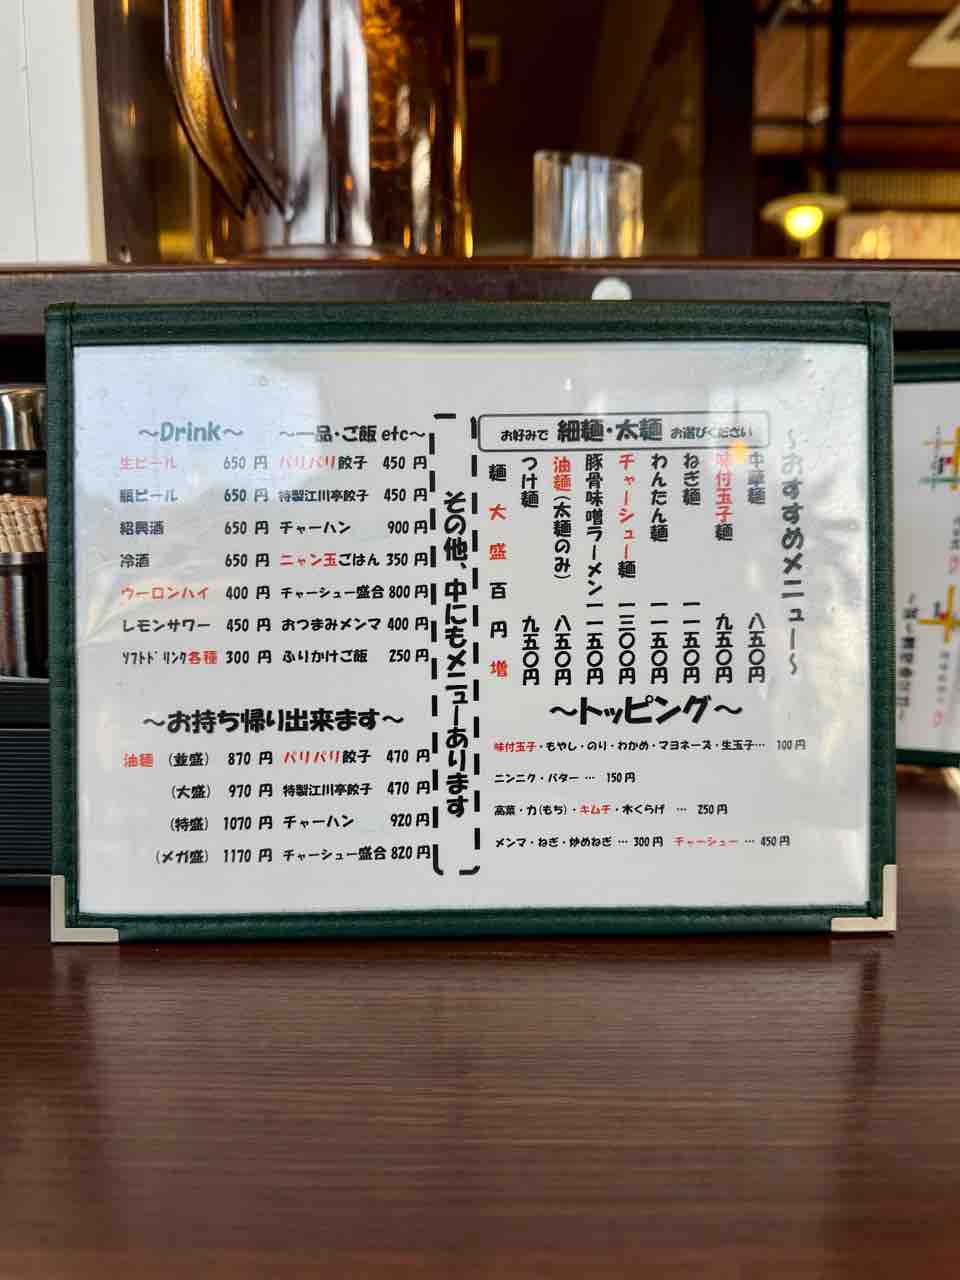 ～Drink～
生ビール 650 円
瓶ビール 650 円
紹興酒 650 円
冷酒 650 円
ウーロンハイ 400 円
レモンサワー 450 円
ｿﾌﾄﾄﾞﾘﾝｸ各種 300 円
～一品・ご飯 etc～
パリパリ餃子 450 円
特製江川亭餃子 450 円
チャーハン 900 円
ニャン玉ごはん 350 円
チャーシュー盛合 800 円
おつまみメンマ 400 円
ふりかけご飯 250 円
～お持ち帰り出来ます～
油麺 (並盛) 870 円
(大盛) 970 円
(特盛) 1070 円
(メガ盛) 1170 円
パリパリ餃子 470 円
特製江川亭餃子 470 円
チャーハン 920 円
チャーシュー盛合 820 円
その他、中にもメニューあります
お好みで 細麺・太麺 お選びください
～おすすめメニュー～
中華麺 八五〇円
味付玉子麺 九五〇円
ねぎ麺 一一五〇円
わんたん麺 一一五〇円
チャーシュー麺 一三〇〇円
豚骨味噌ラーメン 一一五〇円
油麺(太麺のみ) 八五〇円
つけ麺 九五〇円
麺大盛百円増
～トッピング～
味付玉子・もやし・のり・わかめ・マヨネーズ・生玉子… 100 円
ニンニク・バター … 150 円
高菜・力(もち)・キムチ・木くらげ … 250 円
メンマ・ねぎ・炒めねぎ … 300 円 チャーシュー … 450 円